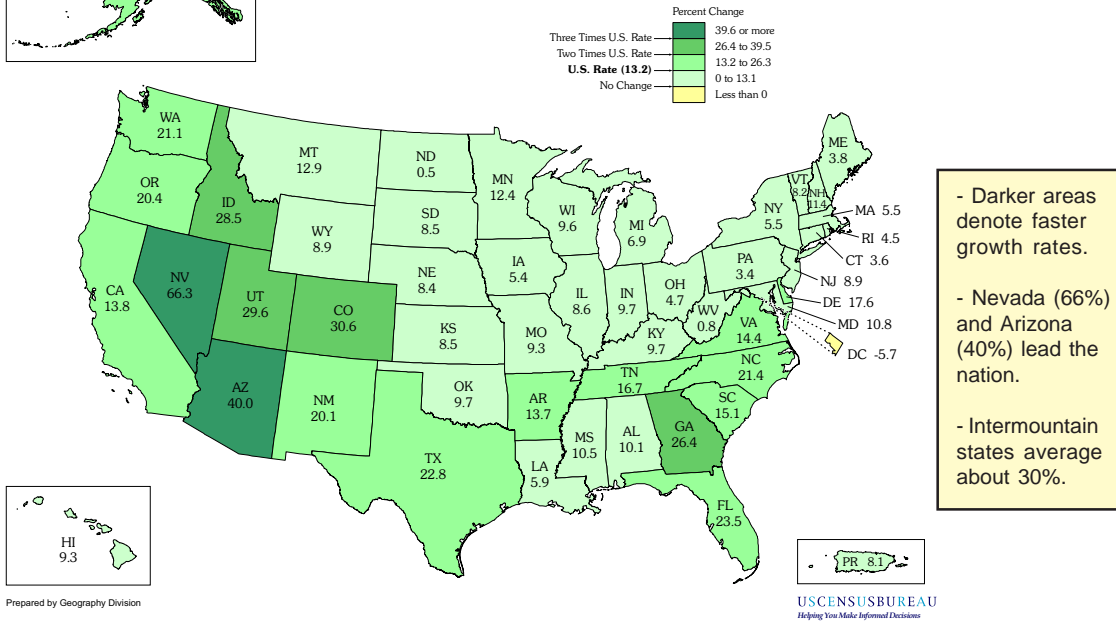 Percent Change
Three Times U.S. Rate
39.6 or more
Two Times U.S. Rate
26.4 to 39.5
U.S. Rate (13.2)
13.2 to 26.3
No Change
0 to 13.1
Less than 0
WA
21.1
OR
20.4
ID
28.5
MT
12.9
ND
0.5
MN
12.4
SD
8.5
WY
8.9
NE
8.4
WI
9.6
MI
6.9
IA
5.4
NV
66.3
CA
13.8
UT
29.6
CO
30.6
KS
8.5
MO
9.3
IL
8.6
IN
9.7
OH
4.7
KY
9.7
WV
0.8
PA
3.4
NY
5.5
VT
8.2
NH
11.4
ME
3.8
MA 5.5
RI 4.5
CT 3.6
NJ 8.9
DE 17.6
MD 10.8
DC -5.7
VA
14.4
NC
21.4
TN
16.7
SC
15.1
AZ
40.0
NM
20.1
OK
9.7
AR
13.7
TX
22.8
LA
5.9
MS
10.5
AL
10.1
GA
26.4
FL
23.5
HI
9.3
PR 8.1
- Darker areas
denote faster
growth rates.
- Nevada (66%)
and Arizona
(40%) lead the
nation.
- Intermountain
states average
about 30%.
Prepared by Geography Division
USCENSUSBUREAU
Helping You Make Informed Decisions